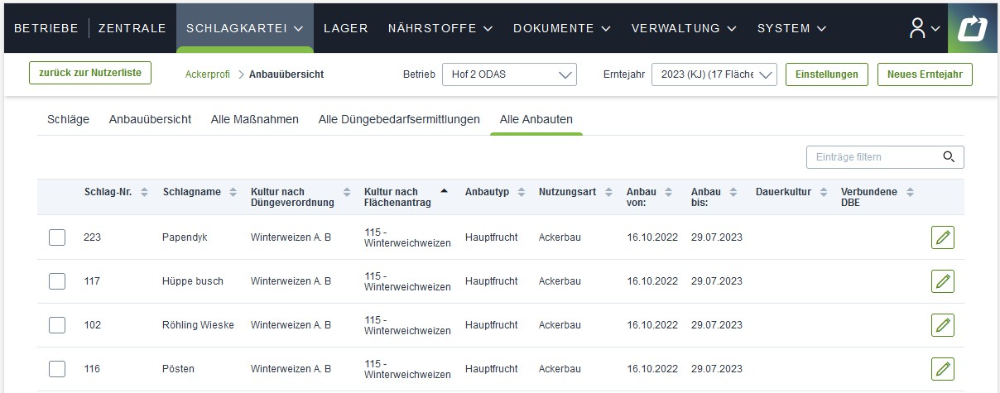 BETRIEBE ZENTRALE SCHLAGKARTEI LAGER NÄHRSTOFFE DOKUMENTE VERWALTUNG SYSTEM
zurück zur Nutzerliste Ackerprofi Anbauübersicht Betrieb Hof 2 ODAS Erntejahr 2023 (KJ) (17 Fläche Einstellungen Neues Erntejahr
Schläge Anbauübersicht Alle Maßnahmen Alle Düngebedarfsermittlungen Alle Anbauten
Einträge filtern
Schlag-Nr. Schlagname Kultur nach Kultur nach Anbautyp Nutzungsart Anbau Anbau Dauerkultur Verbundene
Düngeverordnung Flächenantrag von: bis: DBE
223 Papendyk Winterweizen A. B 115 - Hauptfrucht Ackerbau 16.10.2022 29.07.2023
Winterweichweizen
117 Hüppe busch Winterweizen A. B 115 - Hauptfrucht Ackerbau 16.10.2022 29.07.2023
Winterweichweizen
102 Röhling Wieske Winterweizen A. B 115 - Hauptfrucht Ackerbau 16.10.2022 29.07.2023
Winterweichweizen
116 Pösten Winterweizen A. B 115 - Hauptfrucht Ackerbau 16.10.2022 29.07.2023
Winterweichweizen